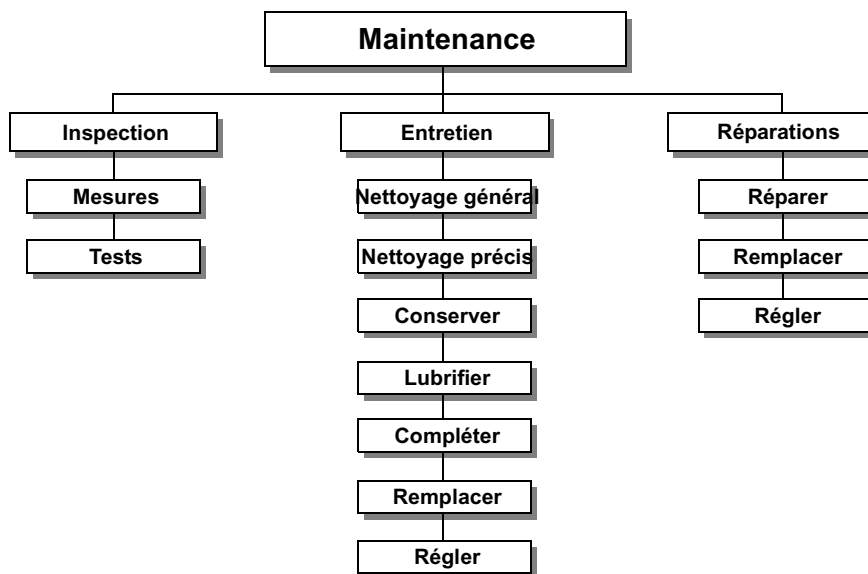 Maintenance
Inspection
Mesures
Tests
Entretien
Nettoyage général
Nettoyage précis
Conserver
Lubrifier
Compléter
Remplacer
Régler
Réparations
Réparer
Remplacer
Régler